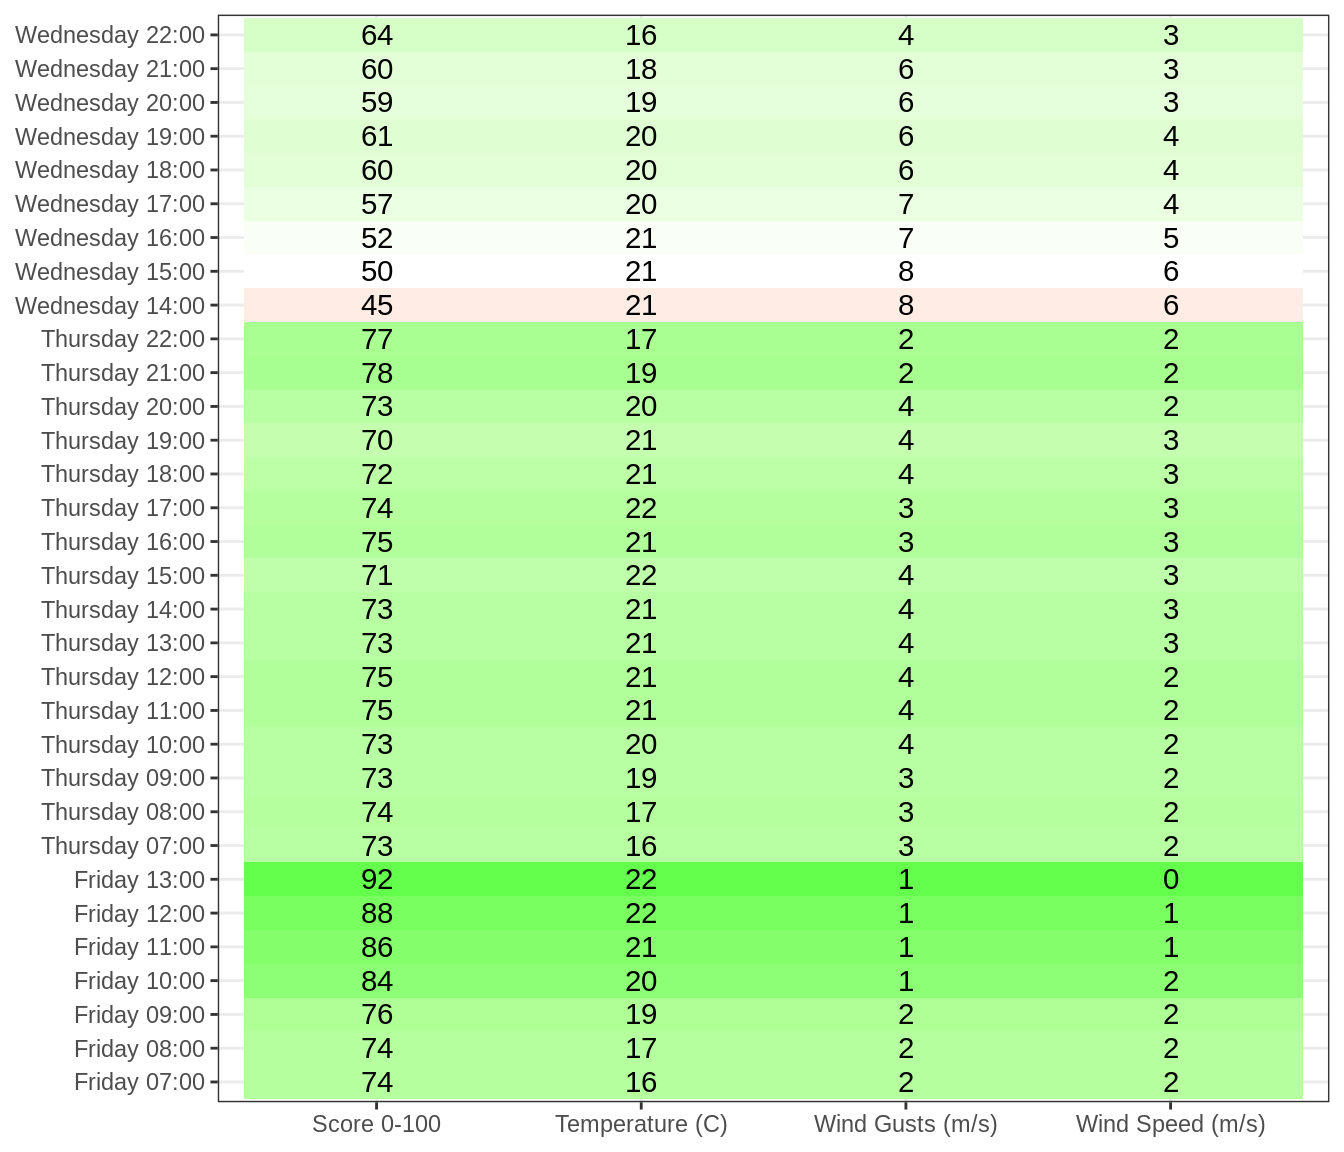 Wednesday 22:00 64 16 4 3
Wednesday 21:00 60 18 6 3
Wednesday 20:00 59 19 6 3
Wednesday 19:00 61 20 6 4
Wednesday 18:00 60 20 6 4
Wednesday 17:00 57 20 7 4
Wednesday 16:00 52 21 7 5
Wednesday 15:00 50 21 8 6
Wednesday 14:00 45 21 8 6
Thursday 22:00 77 17 2 2
Thursday 21:00 78 19 2 2
Thursday 20:00 73 20 4 2
Thursday 19:00 70 21 4 3
Thursday 18:00 72 21 4 3
Thursday 17:00 74 22 3 3
Thursday 16:00 75 21 3 3
Thursday 15:00 71 22 4 3
Thursday 14:00 73 21 4 3
Thursday 13:00 73 21 4 3
Thursday 12:00 75 21 4 2
Thursday 11:00 75 21 4 2
Thursday 10:00 73 20 4 2
Thursday 09:00 73 19 3 2
Thursday 08:00 74 17 3 2
Thursday 07:00 73 16 3 2
Friday 13:00 92 22 1 0
Friday 12:00 88 22 1 1
Friday 11:00 86 21 1 1
Friday 10:00 84 20 1 2
Friday 09:00 76 19 2 2
Friday 08:00 74 17 2 2
Friday 07:00 74 16 2 2
Score 0-100 Temperature (C) Wind Gusts (m/s) Wind Speed (m/s)